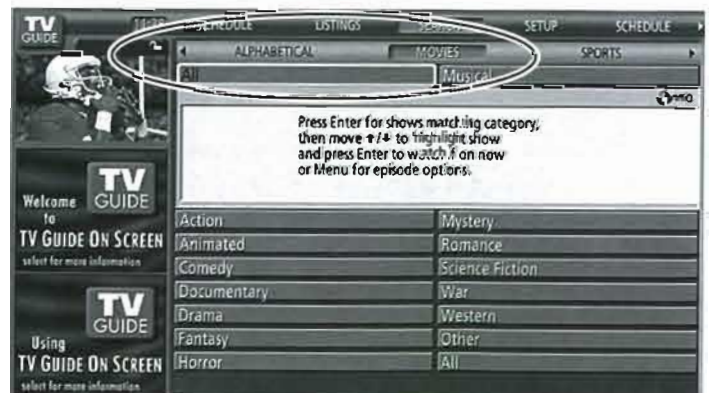 TV
GUIDE
SCHEDULE LISTINGS SETUP SCHEDULE
ALPHABETICAL MOVIES SPORTS
All Musical
Press Enter for shows matching category,
then move ↑/↓ to highlight show
and press Enter to watch if on now
or Menu for episode options.
TV
GUIDE
Welcome
to
TV GUIDE ON SCREEN
select for more information
Action Mystery
Animated Romance
Comedy Science Fiction
Documentary War
Drama Western
Fantasy Other
Horror All
TV
GUIDE
Using
TV GUIDE ON SCREEN
select for more information